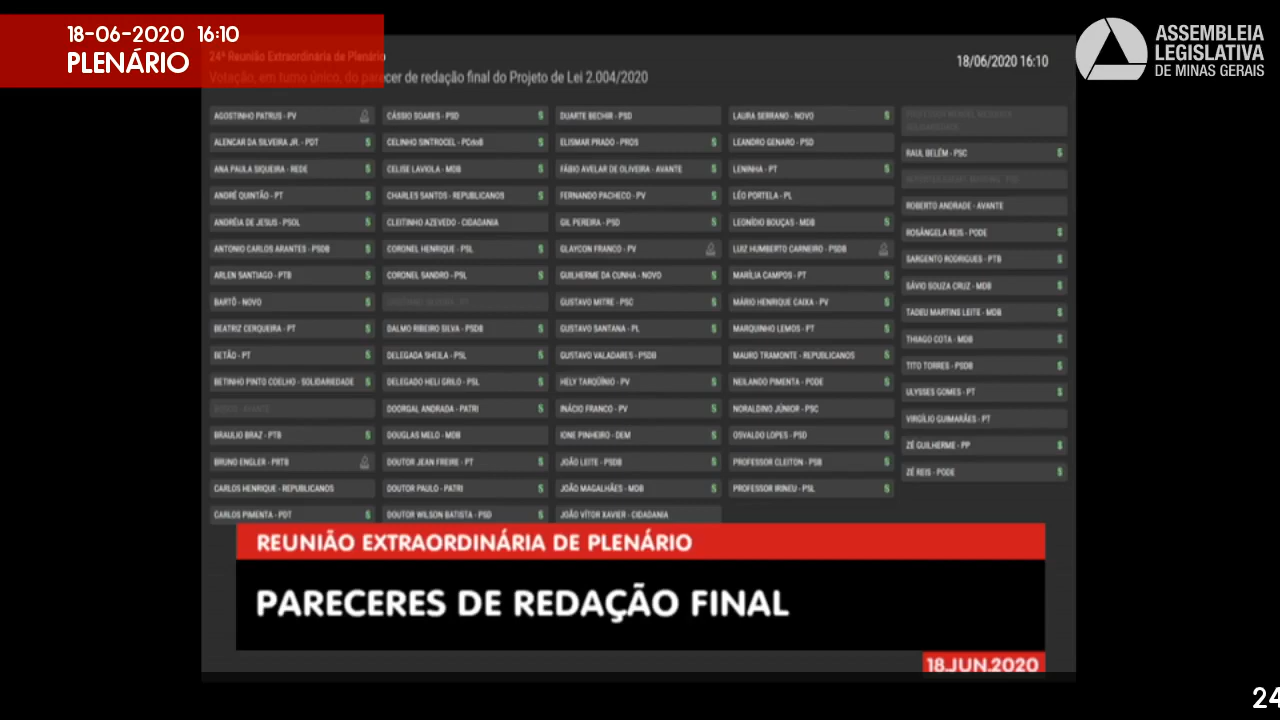 18-06-2020 16:10
PLENÁRIO
24ª Reunião Extraordinária de Plenário
Votação, em turno único, do parecer de redação final do Projeto de Lei 2.004/2020
18/06/2020 16:10
ASSEMBLEIA
LEGISLATIVA
DE MINAS GERAIS
AGOSTINHO PATRUS - PV
ALENCAR DA SILVEIRA JR. - PDT S
ANA PAULA SIQUEIRA - REDE S
ANDRÉ QUINTÃO - PT S
ANDRÉIA DE JESUS - PSOL S
ANTONIO CARLOS ARANTES - PSDB S
ARLEN SANTIAGO - PTB S
BARTÔ - NOVO S
BEATRIZ CERQUEIRA - PT S
BETÃO - PT S
BETINHO PINTO COELHO - SOLIDARIEDADE S
BRAULIO BRAZ - PTB S
BRUNO ENGLER - PRTB
CARLOS HENRIQUE - REPUBLICANOS
CARLOS PIMENTA - PDT S
CÁSSIO SOARES - PSD S
CELINHO SINTROCEL - PCdoB S
CELISE LAVIOLA - MDB S
CHARLES SANTOS - REPUBLICANOS S
CLEITINHO AZEVEDO - CIDADANIA
CORONEL HENRIQUE - PSL S
CORONEL SANDRO - PSL S
DALMO RIBEIRO SILVA - PSDB S
DELEGADA SHEILA - PSL S
DELEGADO HELI GRILO - PSL S
DOORGAL ANDRADA - PATRI S
DOUGLAS MELO - MDB
DOUTOR JEAN FREIRE - PT S
DOUTOR PAULO - PATRI S
DOUTOR WILSON BATISTA - PSD S
DUARTE BECHIR - PSD
ELISMAR PRADO - PROS S
FÁBIO AVELAR DE OLIVEIRA - AVANTE S
FERNANDO PACHECO - PV S
GIL PEREIRA - PSD S
GLAYCON FRANCO - PV
GUILHERME DA CUNHA - NOVO S
GUSTAVO MITRE - PSC S
GUSTAVO SANTANA - PL S
GUSTAVO VALADARES - PSDB
HELY TARQÜÍNIO - PV S
INÁCIO FRANCO - PV S
IONE PINHEIRO - DEM S
JOÃO LEITE - PSDB S
JOÃO MAGALHÃES - MDB S
JOÃO VÍTOR XAVIER - CIDADANIA
LAURA SERRANO - NOVO S
LEANDRO GENARO - PSD
LENINHA - PT S
LÉO PORTELA - PL
LEONÍDIO BOUÇAS - MDB S
LUIZ HUMBERTO CARNEIRO - PSDB
MARÍLIA CAMPOS - PT S
MÁRIO HENRIQUE CAIXA - PV S
MARQUINHO LEMOS - PT S
MAURO TRAMONTE - REPUBLICANOS S
NEILANDO PIMENTA - PODE S
NORALDINO JÚNIOR - PSC
OSVALDO LOPES - PSD S
PROFESSOR CLEITON - PSB S
PROFESSOR IRINEU - PSL S
RAUL BELÉM - PSC S
ROBERTO ANDRADE - AVANTE
ROSÂNGELA REIS - PODE S
SARGENTO RODRIGUES - PTB S
SÁVIO SOUZA CRUZ - MDB S
TADEU MARTINS LEITE - MDB S
THIAGO COTA - MDB S
TITO TORRES - PSDB S
ULYSSES GOMES - PT S
VIRGÍLIO GUIMARÃES - PT
ZÉ GUILHERME - PP S
ZÉ REIS - PODE S
REUNIÃO EXTRAORDINÁRIA DE PLENÁRIO
PARECERES DE REDAÇÃO FINAL
18.JUN.2020
24